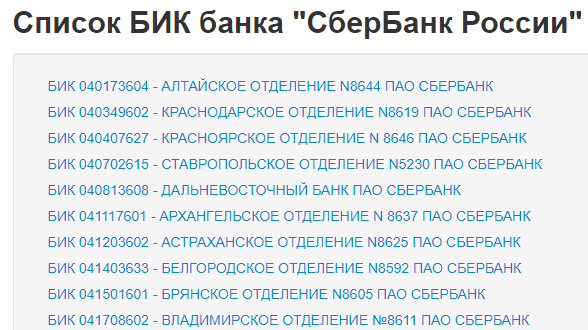 Список БИК банка "СберБанк России"
БИК 040173604 - АЛТАЙСКОЕ ОТДЕЛЕНИЕ N8644 ПАО СБЕРБАНК
БИК 040349602 - КРАСНОДАРСКОЕ ОТДЕЛЕНИЕ N8619 ПАО СБЕРБАНК
БИК 040407627 - КРАСНОЯРСКОЕ ОТДЕЛЕНИЕ N 8646 ПАО СБЕРБАНК
БИК 040702615 - СТАВРОПОЛЬСКОЕ ОТДЕЛЕНИЕ N5230 ПАО СБЕРБАНК
БИК 040813608 - ДАЛЬНЕВОСТОЧНЫЙ БАНК ПАО СБЕРБАНК
БИК 041117601 - АРХАНГЕЛЬСКОЕ ОТДЕЛЕНИЕ N 8637 ПАО СБЕРБАНК
БИК 041203602 - АСТРАХАНСКОЕ ОТДЕЛЕНИЕ N8625 ПАО СБЕРБАНК
БИК 041403633 - БЕЛГОРОДСКОЕ ОТДЕЛЕНИЕ N8592 ПАО СБЕРБАНК
БИК 041501601 - БРЯНСКОЕ ОТДЕЛЕНИЕ N8605 ПАО СБЕРБАНК
БИК 041708602 - ВЛАДИМИРСКОЕ ОТДЕЛЕНИЕ №8611 ПАО СБЕРБАНК